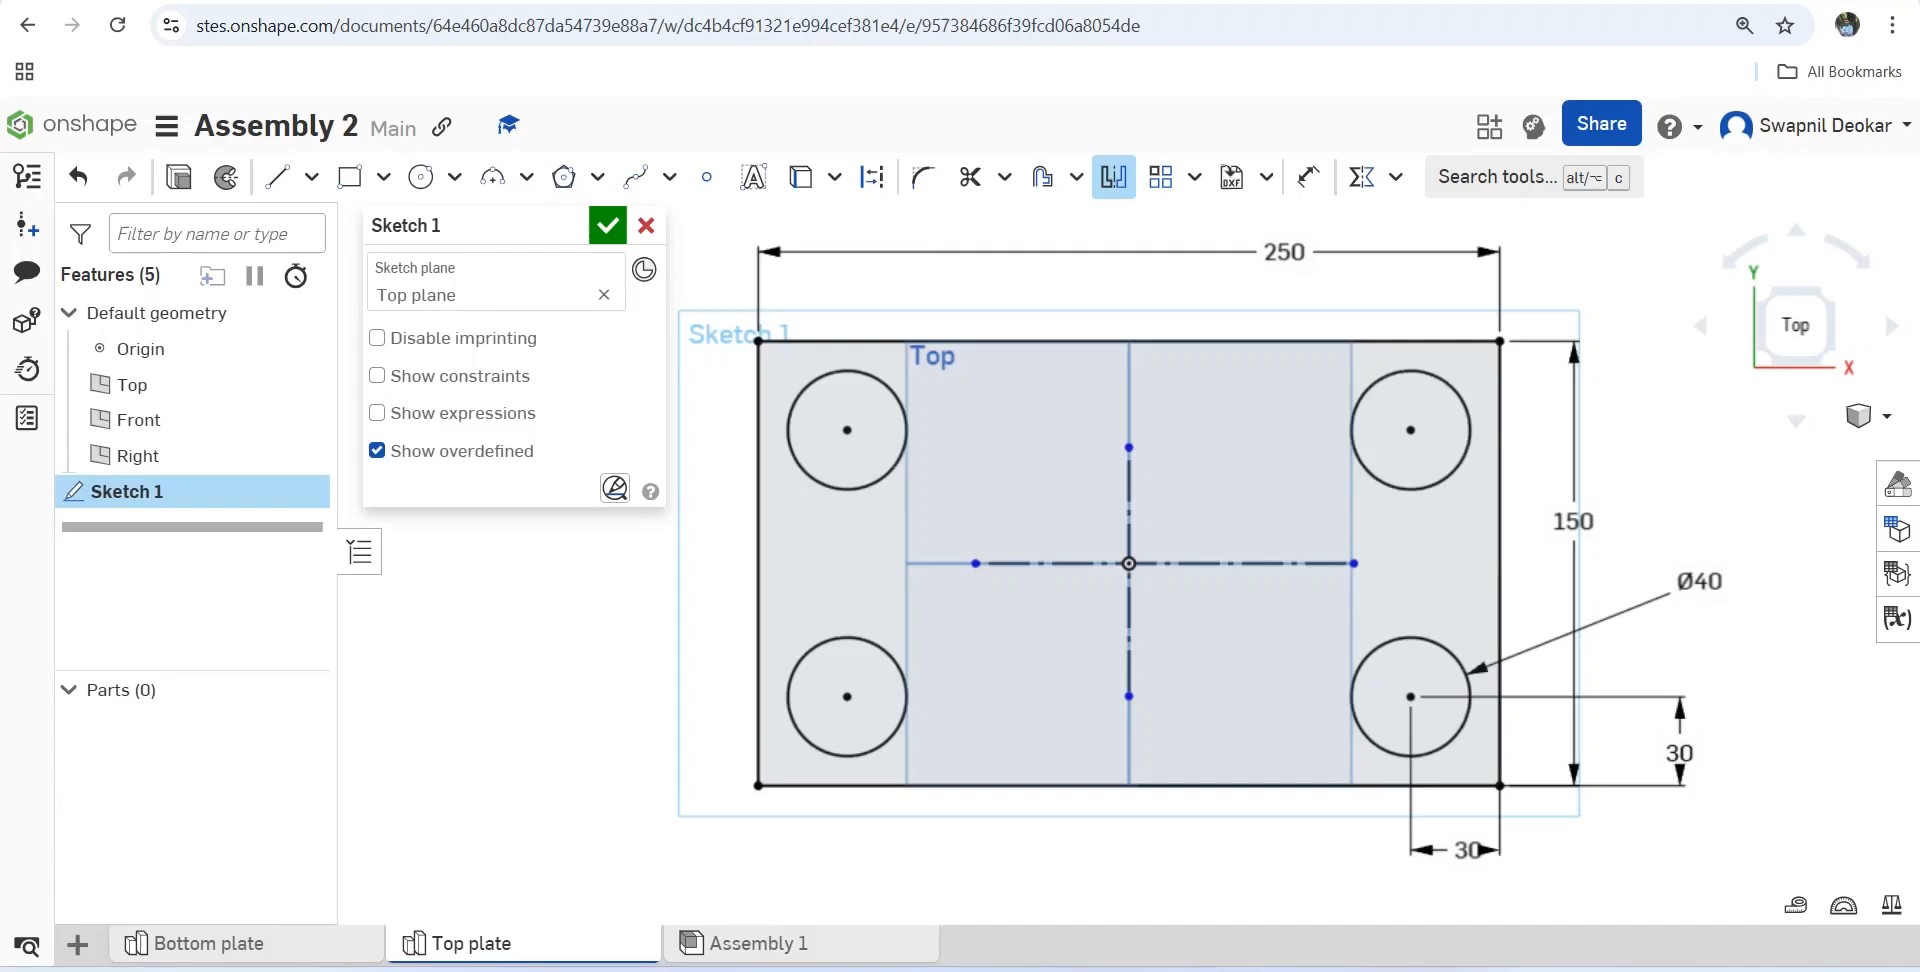 stes.onshape.com/documents/64e460a8dc87da54739e88a7/w/dc4b4cf91321e994cef381e4/e/957384686f39fcd06a8054de
All Bookmarks
onshape Assembly 2 Main Share Swapnil Deokar
Search tools... alt/⌥ c
Filter by name or type
Features (5)
Default geometry
Origin
Top
Front
Right
Sketch 1
Parts (0)
Sketch 1
Sketch plane
Top plane
Disable imprinting
Show constraints
Show expressions
Show overdefined
250
Sketch 1
Top
150
Ø40
30
30
Y
Top
X
Bottom plate Top plate Assembly 1